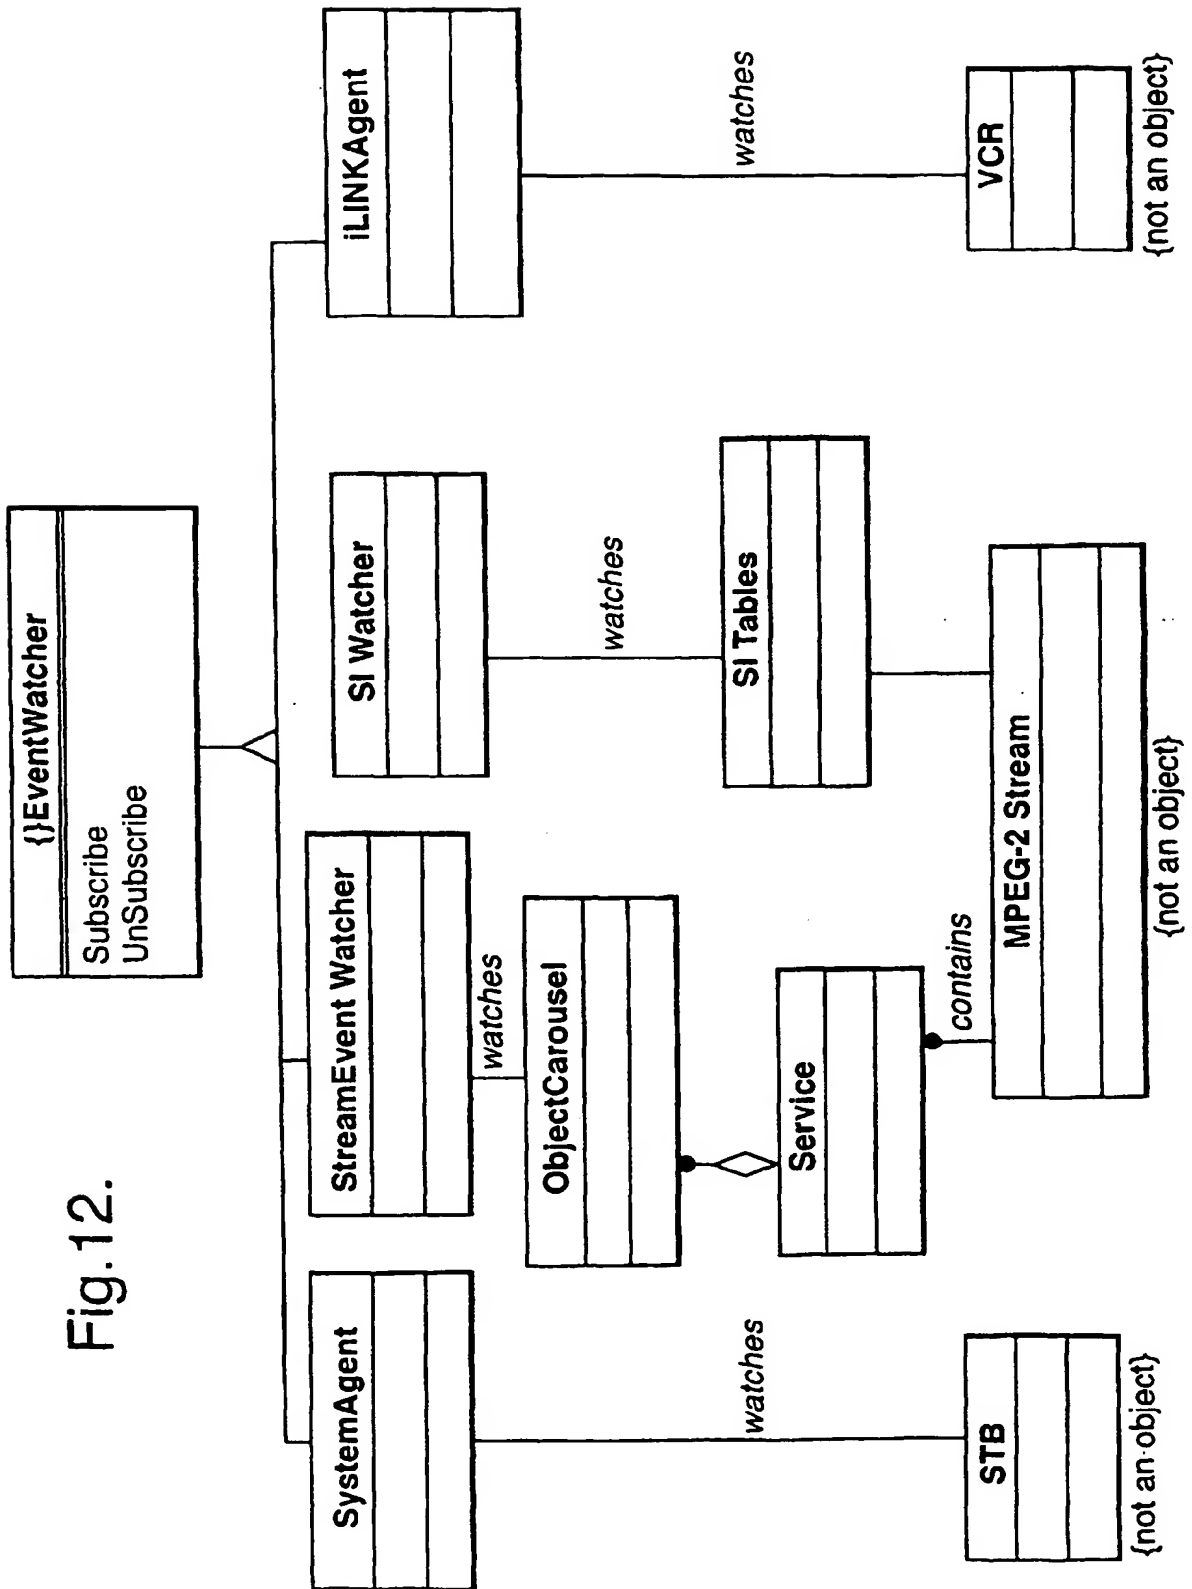 Fig.12.
{}EventWatcher
Subscribe
UnSubscribe
SystemAgent
StreamEvent Watcher
SI Watcher
iLINKAgent
watches
ObjectCarousel
watches
SI Tables
watches
watches
Service
contains
STB
{not an object}
MPEG-2 Stream
{not an object}
VCR
{not an object}